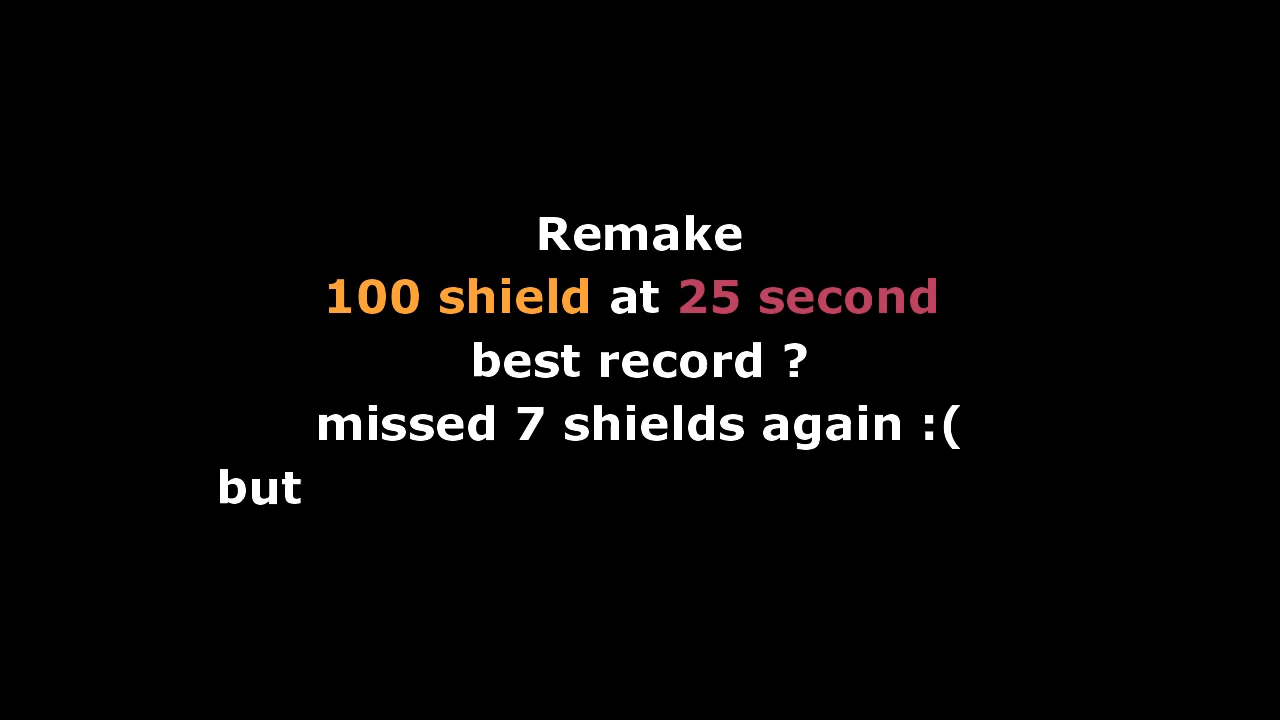 Remake
100 shield at 25 second
best record ?
missed 7 shields again :(
but